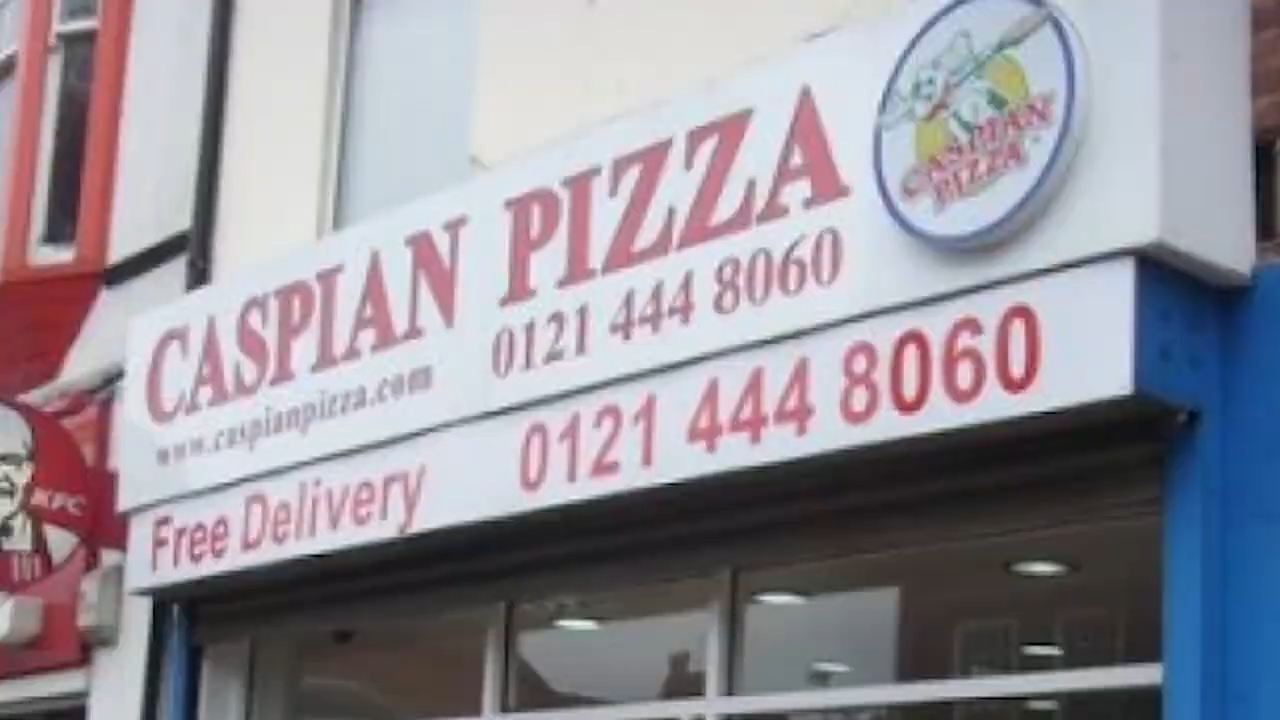 CASPIAN PIZZA
www.caspianpizza.com
0121 444 8060
CASPIAN
PIZZA
Free Delivery
0121 444 8060
KFC